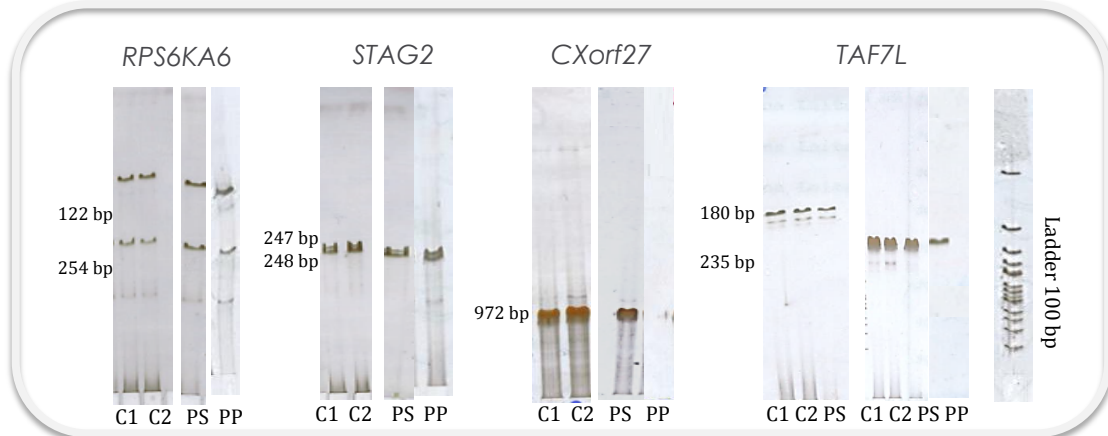 RPS6KA6 STAG2 CXorf27 TAF7L
122 bp
254 bp
247 bp
248 bp
972 bp
180 bp
235 bp
Ladder 100 bp
C1 C2 PS PP C1 C2 PS PP C1 C2 PS PP C1 C2 PS C1 C2 PS PP